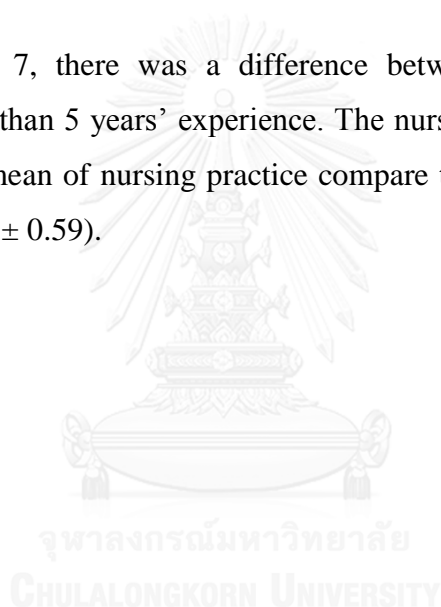 7, there was a difference betw
than 5 years’ experience. The nurs
mean of nursing practice compare
± 0.59).
จุฬาลงกรณ์มหาวิทยาลัย
CHULALONGKORN UNIVERSITY